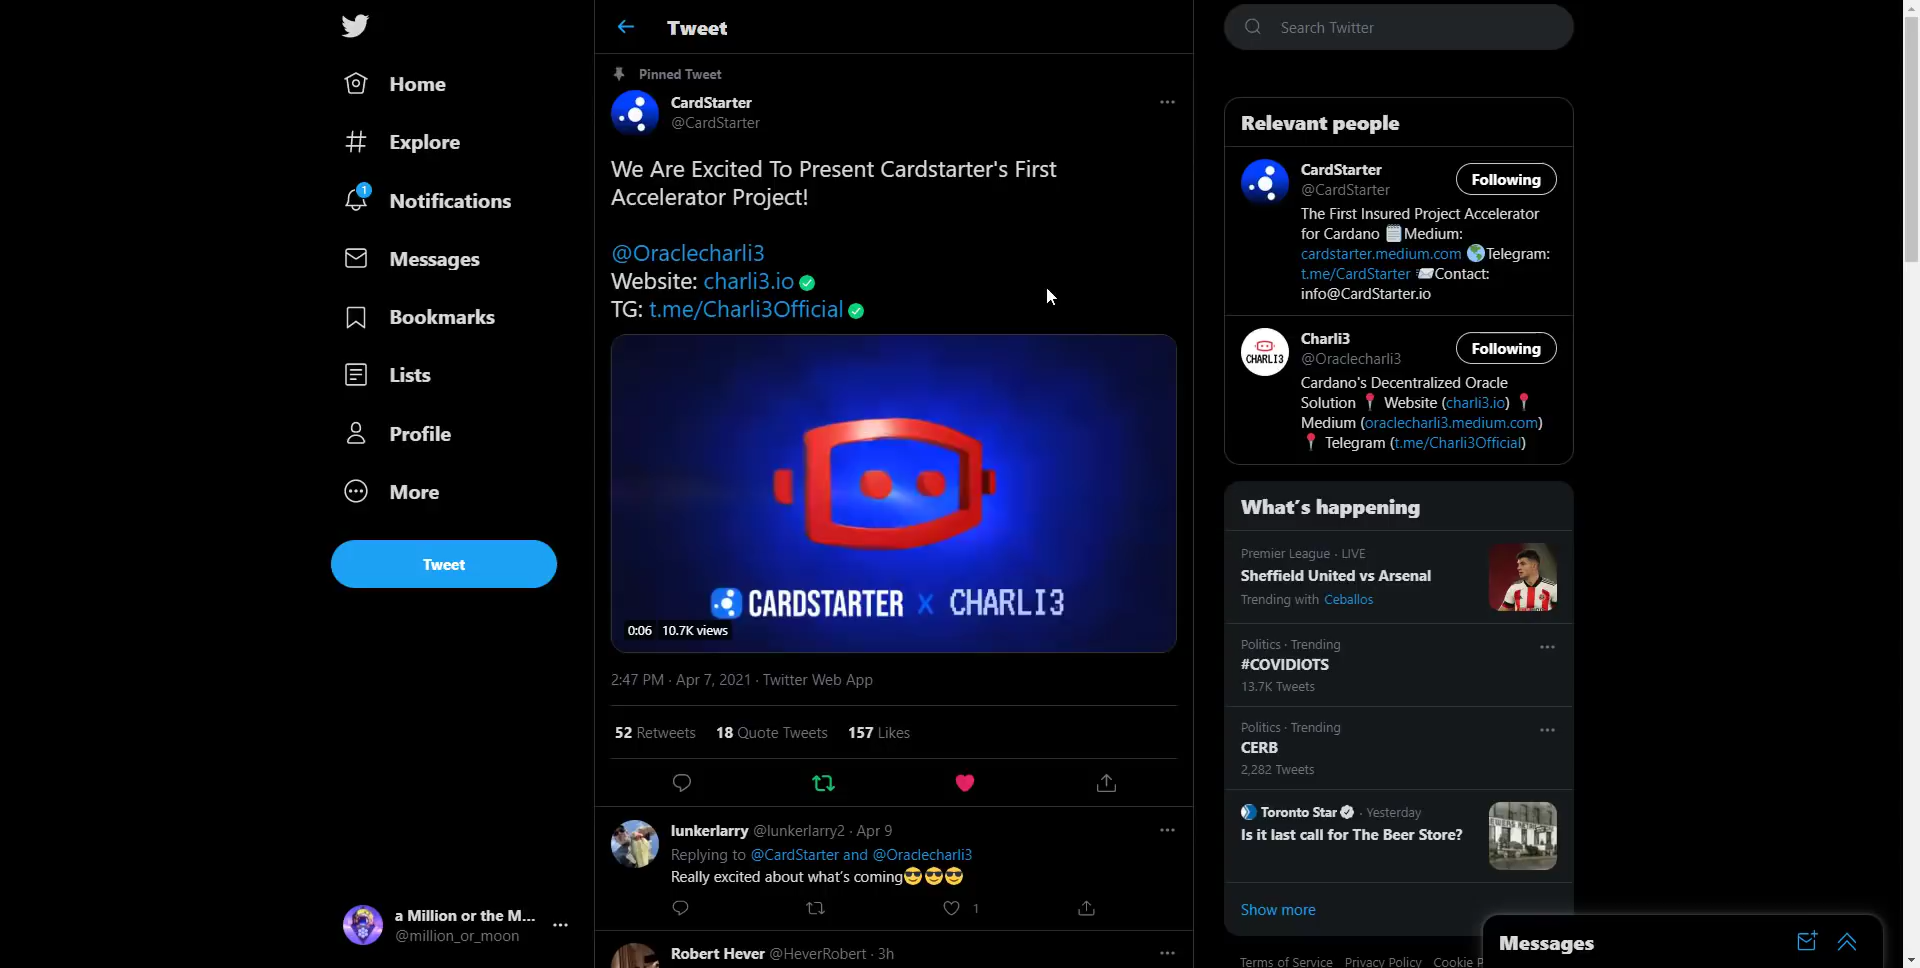 Home
Explore
1
Notifications
Messages
Bookmarks
Lists
Profile
More
Tweet
a Million or the M...
@million_or_moon
Tweet
Pinned Tweet
CardStarter
@CardStarter
We Are Excited To Present Cardstarter's First
Accelerator Project!
@Oraclecharli3
Website: charli3.io
TG: t.me/Charli3Official
CARDSTARTER X CHARLI3
0:06 10.7K views
2:47 PM · Apr 7, 2021 · Twitter Web App
52 Retweets 18 Quote Tweets 157 Likes
lunkerlarry @lunkerlarry2 · Apr 9
Replying to @CardStarter and @Oraclecharli3
Really excited about what's coming😎😎😎
1
Robert Hever @HeverRobert · 3h
Search Twitter
Relevant people
CardStarter
@CardStarter
Following
The First Insured Project Accelerator
for Cardano 🗒️Medium:
cardstarter.medium.com 🌎Telegram:
t.me/CardStarter 📨Contact:
info@CardStarter.io
CHARLI3
Charli3
@Oraclecharli3
Following
Cardano's Decentralized Oracle
Solution 📍 Website (charli3.io) 📍
Medium (oraclecharli3.medium.com)
📍 Telegram (t.me/Charli3Official)
What's happening
Premier League · LIVE
Sheffield United vs Arsenal
Trending with Ceballos
Politics · Trending
#COVIDIOTS
13.7K Tweets
Politics · Trending
CERB
2,282 Tweets
Toronto Star · Yesterday
Is it last call for The Beer Store?
Show more
Terms of Service Privacy Policy Cookie P
Messages